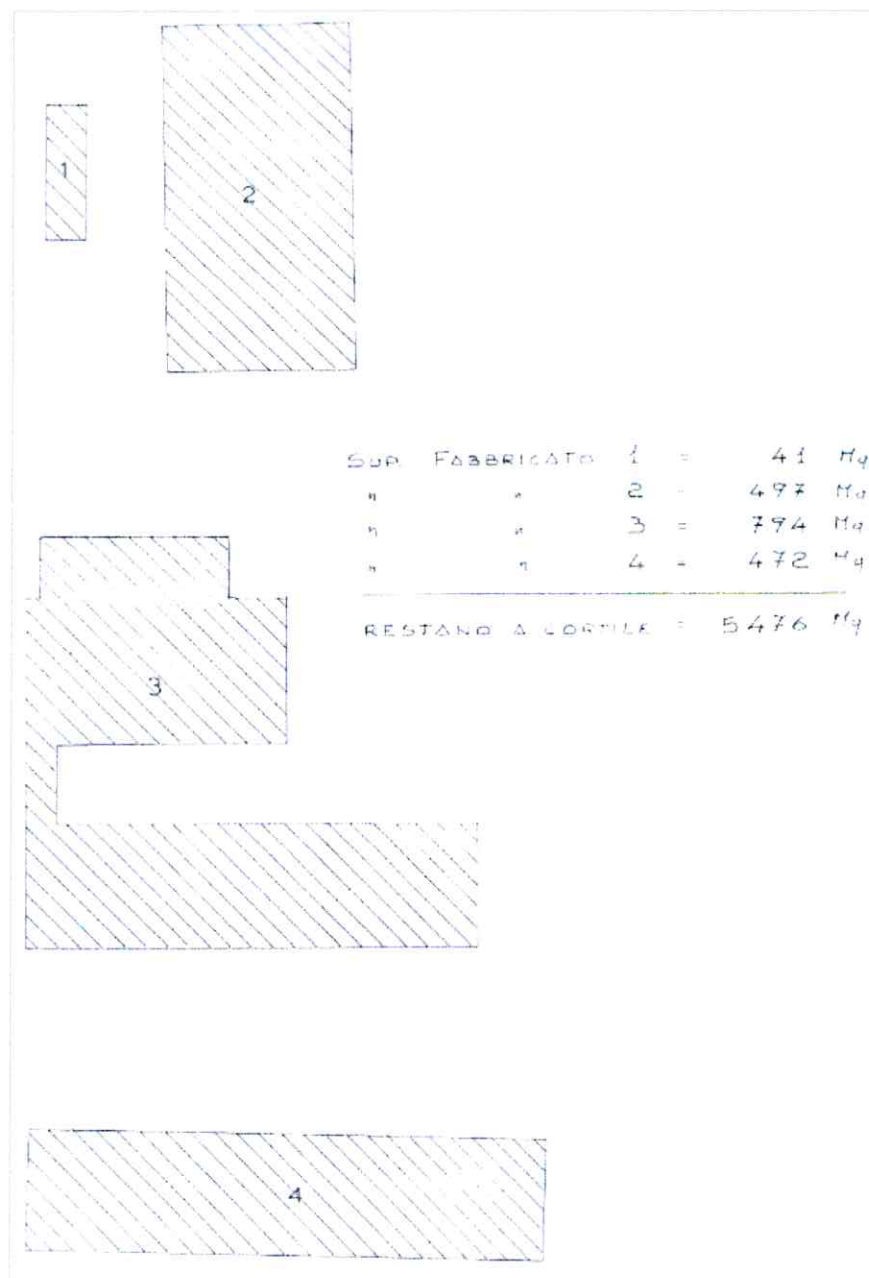 1
2
SUP. FABBRICATO 1 = 41 Mq
" " 2 = 497 Mq
" " 3 = 794 Mq
" " 4 = 472 Mq
RESTANO A CORTILE = 5476 Mq
3
4